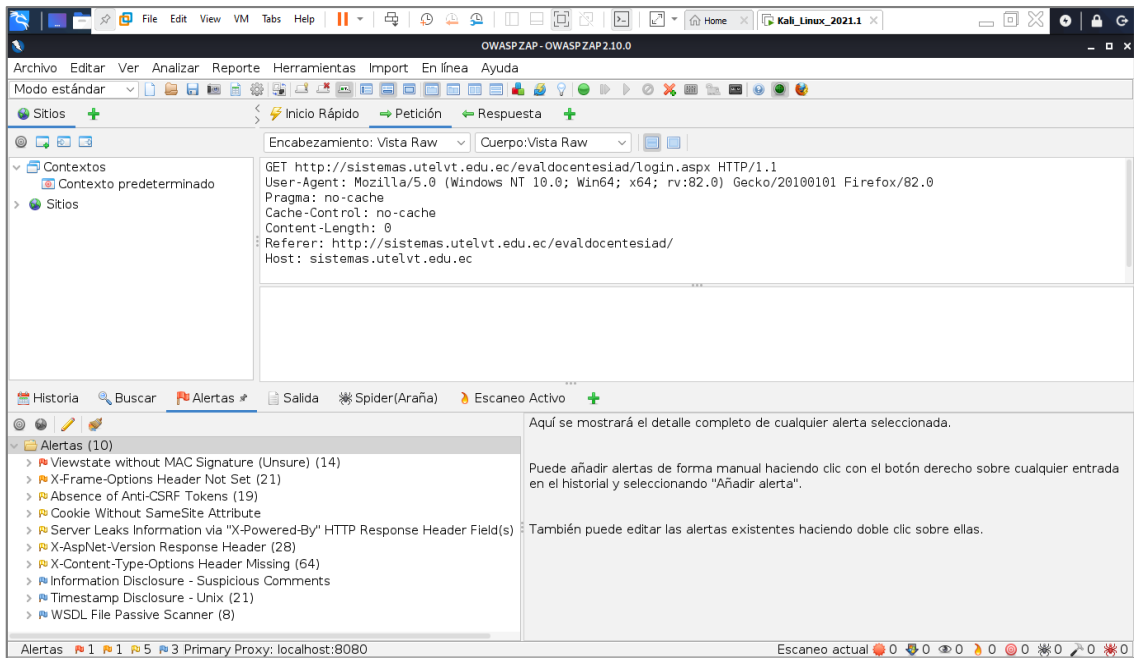 File Edit View VM Tabs Help Home Kali_Linux_2021.1
OWASP ZAP - OWASP ZAP 2.10.0
Archivo Editar Ver Analizar Reporte Herramientas Import En línea Ayuda
Modo estándar
Sitios
Inicio Rápido Petición Respuesta
Encabezamiento: Vista Raw Cuerpo:Vista Raw
Contextos
Contexto predeterminado
Sitios
GET http://sistemas.utelvt.edu.ec/evaldocentesiad/login.aspx HTTP/1.1
User-Agent: Mozilla/5.0 (Windows NT 10.0; Win64; x64; rv:82.0) Gecko/20100101 Firefox/82.0
Pragma: no-cache
Cache-Control: no-cache
Content-Length: 0
Referer: http://sistemas.utelvt.edu.ec/evaldocentesiad/
Host: sistemas.utelvt.edu.ec
Historia Buscar Alertas Salida Spider(Araña) Escaneo Activo
Alertas (10)
Viewstate without MAC Signature (Unsure) (14)
X-Frame-Options Header Not Set (21)
Absence of Anti-CSRF Tokens (19)
Cookie Without SameSite Attribute
Server Leaks Information via "X-Powered-By" HTTP Response Header Field(s)
X-AspNet-Version Response Header (28)
X-Content-Type-Options Header Missing (64)
Information Disclosure - Suspicious Comments
Timestamp Disclosure - Unix (21)
WSDL File Passive Scanner (8)
Aquí se mostrará el detalle completo de cualquier alerta seleccionada.
Puede añadir alertas de forma manual haciendo clic con el botón derecho sobre cualquier entrada
en el historial y seleccionando "Añadir alerta".
También puede editar las alertas existentes haciendo doble clic sobre ellas.
Alertas 1 1 5 3 Primary Proxy: localhost:8080 Escaneo actual 0 0 0 0 0 0 0 0